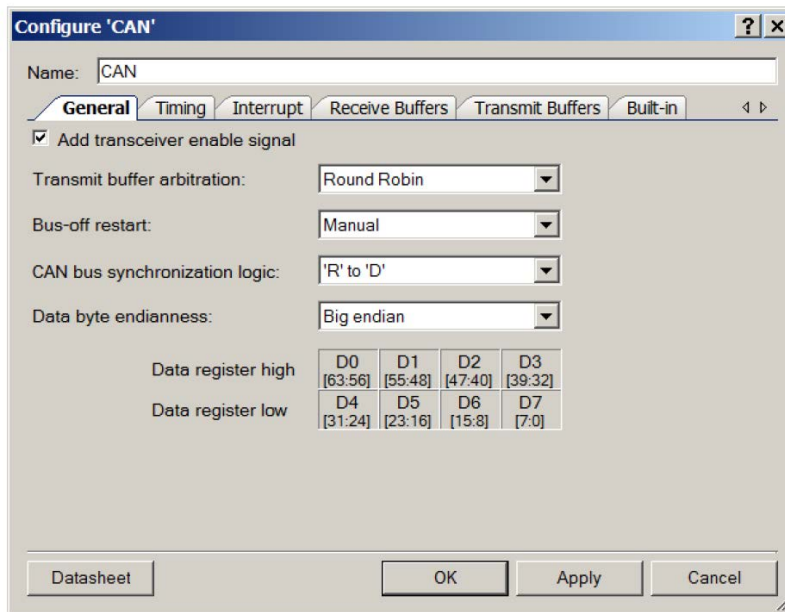 Configure 'CAN'
Name: CAN
General Timing Interrupt Receive Buffers Transmit Buffers Built-in
Add transceiver enable signal
Transmit buffer arbitration: Round Robin
Bus-off restart: Manual
CAN bus synchronization logic: 'R' to 'D'
Data byte endianness: Big endian
Data register high D0 D1 D2 D3
[63:56] [55:48] [47:40] [39:32]
Data register low D4 D5 D6 D7
[31:24] [23:16] [15:8] [7:0]
Datasheet OK Apply Cancel